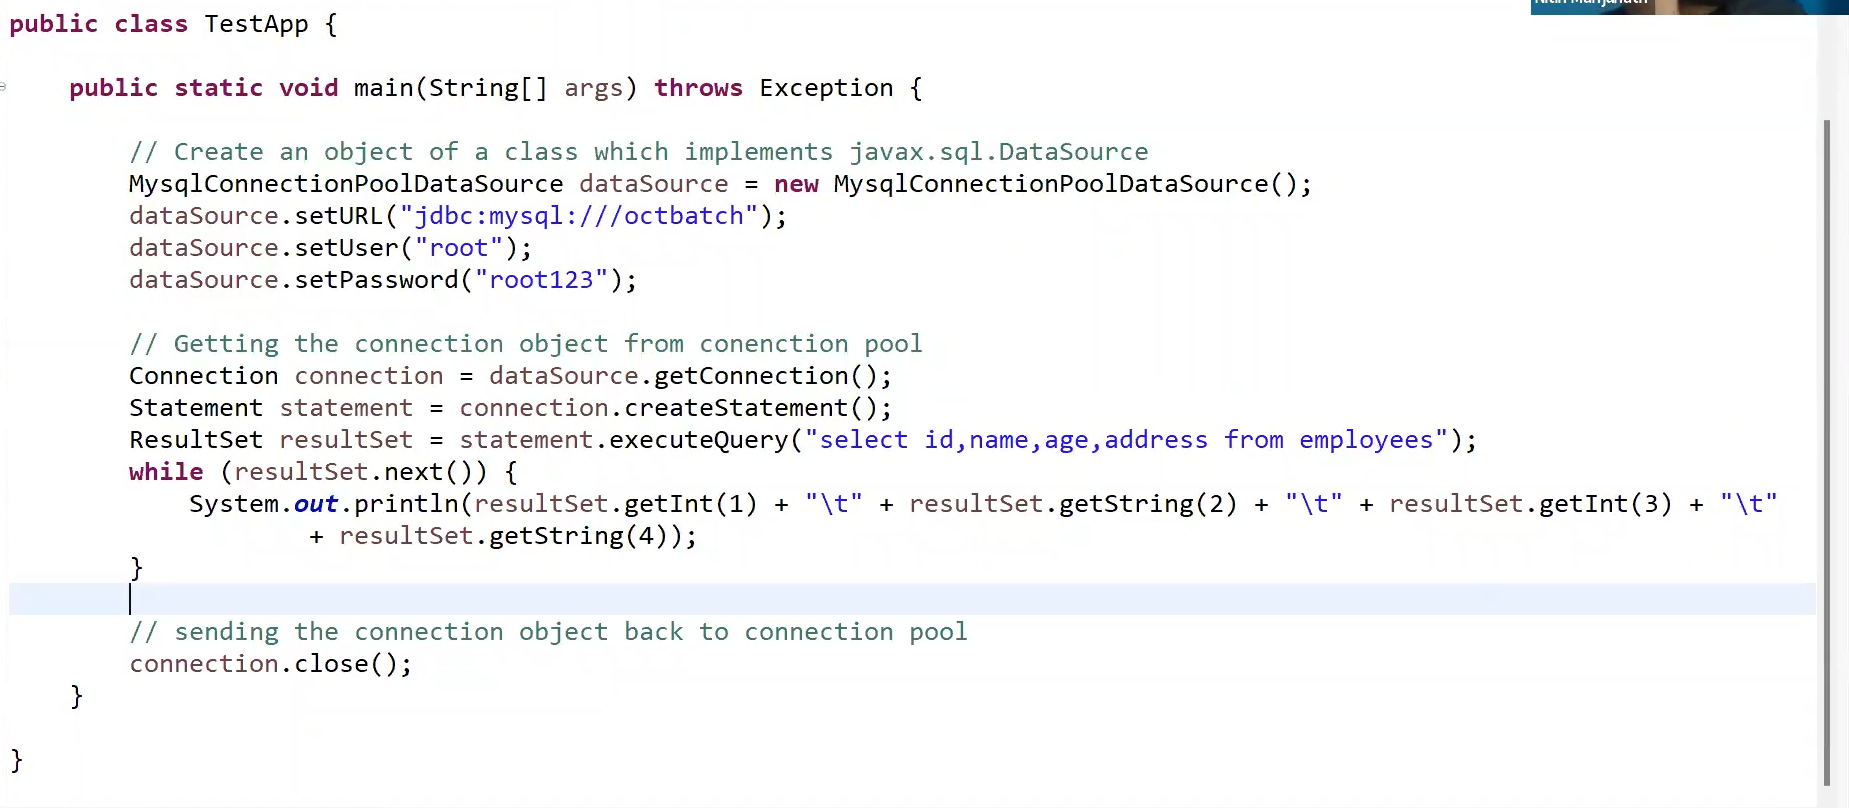 public class TestApp {
public static void main(String[] args) throws Exception {
// Create an object of a class which implements javax.sql.DataSource
MysqlConnectionPoolDataSource dataSource = new MysqlConnectionPoolDataSource();
dataSource.setURL("jdbc:mysql:///octbatch");
dataSource.setUser("root");
dataSource.setPassword("root123");
// Getting the connection object from conenction pool
Connection connection = dataSource.getConnection();
Statement statement = connection.createStatement();
ResultSet resultSet = statement.executeQuery("select id,name,age,address from employees");
while (resultSet.next()) {
System.out.println(resultSet.getInt(1) + "\t" + resultSet.getString(2) + "\t" + resultSet.getInt(3) + "\t"
+ resultSet.getString(4));
}
// sending the connection object back to connection pool
connection.close();
}
}